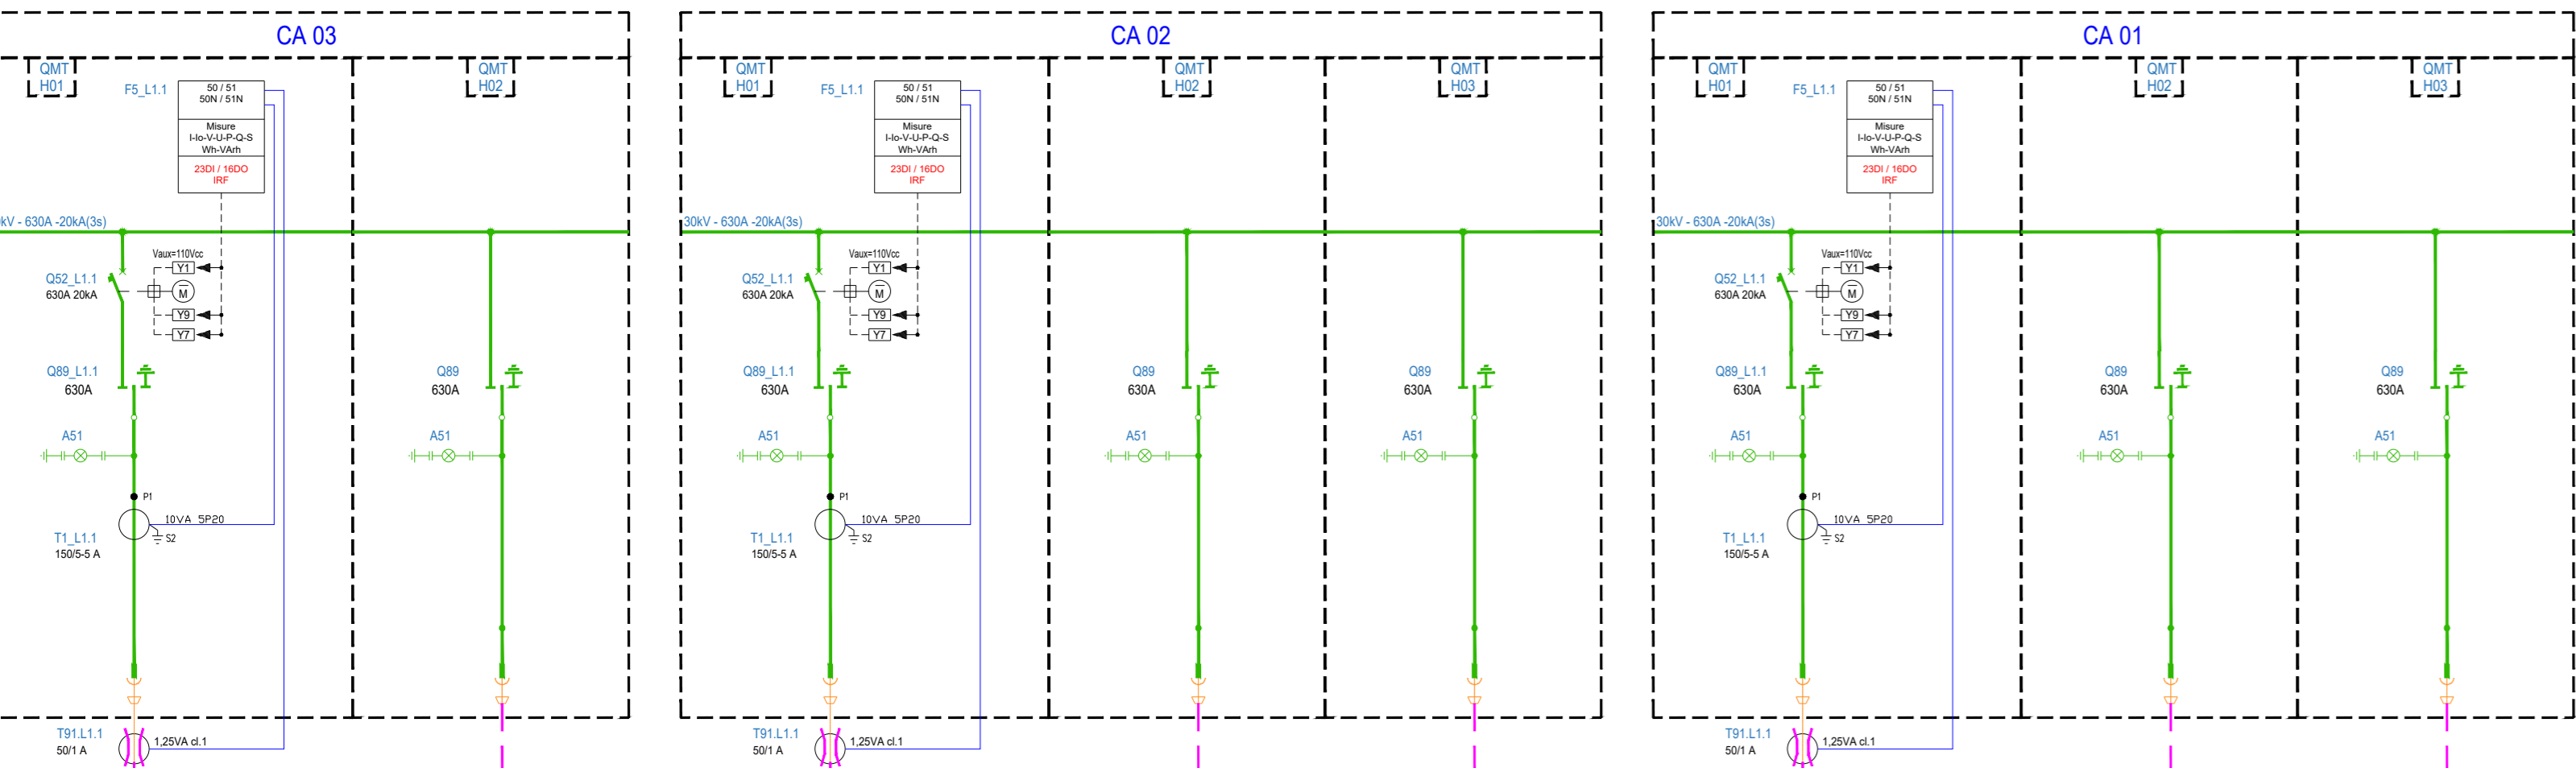 CA 03
QMT
H01
F5_L1.1
50 / 51
50N / 51N
Misure
I-Io-V-U-P-Q-S
Wh-VArh
23DI / 16DO
IRF
QMT
H02
kV - 630A -20kA(3s)
Vaux=110Vcc
Y1
Q52_L1.1
630A 20kA
M
Y9
Y7
Q89_L1.1
630A
Q89
630A
A51
A51
P1
10VA 5P20
S2
T1_L1.1
150/5-5 A
T91.L1.1
50/1 A
1,25VA cl.1
CA 02
QMT
H01
F5_L1.1
50 / 51
50N / 51N
Misure
I-Io-V-U-P-Q-S
Wh-VArh
23DI / 16DO
IRF
QMT
H02
QMT
H03
30kV - 630A -20kA(3s)
Vaux=110Vcc
Y1
Q52_L1.1
630A 20kA
M
Y9
Y7
Q89_L1.1
630A
Q89
630A
Q89
630A
A51
A51
A51
P1
10VA 5P20
S2
T1_L1.1
150/5-5 A
T91.L1.1
50/1 A
1,25VA cl.1
CA 01
QMT
H01
F5_L1.1
50 / 51
50N / 51N
Misure
I-Io-V-U-P-Q-S
Wh-VArh
23DI / 16DO
IRF
QMT
H02
QMT
H03
30kV - 630A -20kA(3s)
Vaux=110Vcc
Y1
Q52_L1.1
630A 20kA
M
Y9
Y7
Q89_L1.1
630A
Q89
630A
Q89
630A
A51
A51
A51
P1
10VA 5P20
S2
T1_L1.1
150/5-5 A
T91.L1.1
50/1 A
1,25VA cl.1